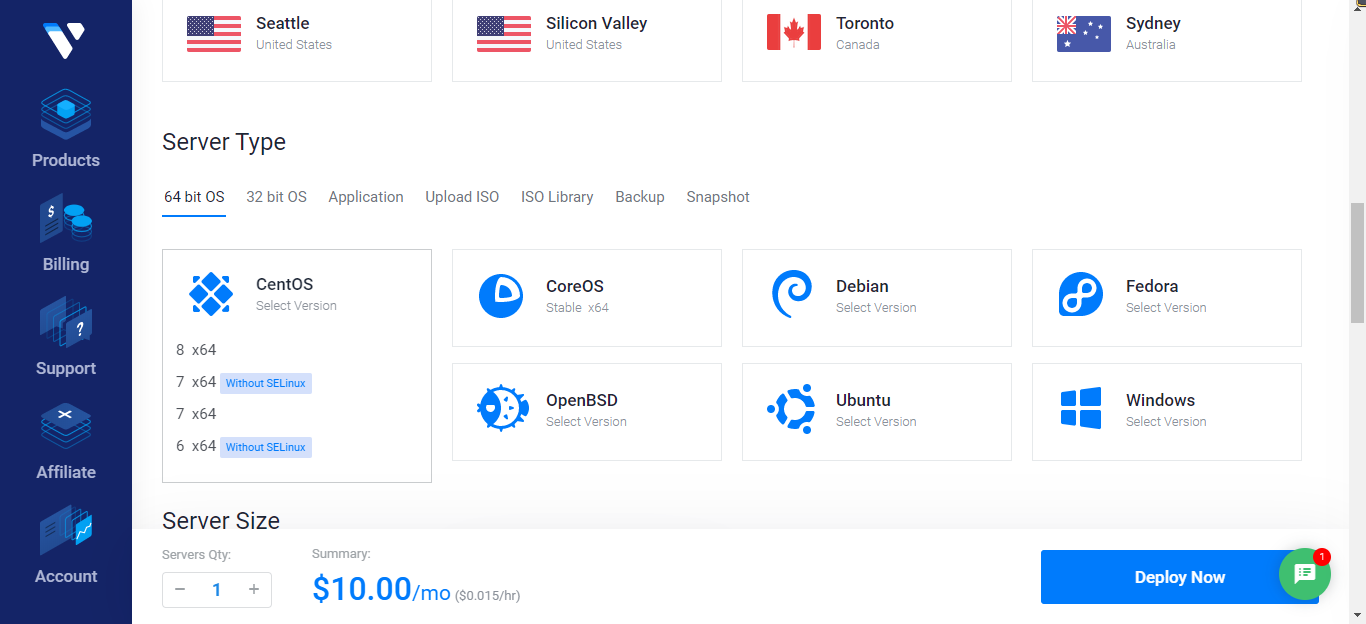 Seattle
United States
Silicon Valley
United States
Toronto
Canada
Sydney
Australia
Products
Billing
Support
Affiliate
Account
Server Type
64 bit OS 32 bit OS Application Upload ISO ISO Library Backup Snapshot
CentOS
Select Version
8 x64
7 x64 Without SELinux
7 x64
6 x64 Without SELinux
CoreOS
Stable x64
Debian
Select Version
Fedora
Select Version
OpenBSD
Select Version
Ubuntu
Select Version
Windows
Select Version
Server Size
Servers Qty:
− 1 +
Summary:
$10.00/mo ($0.015/hr)
Deploy Now
1
$
?